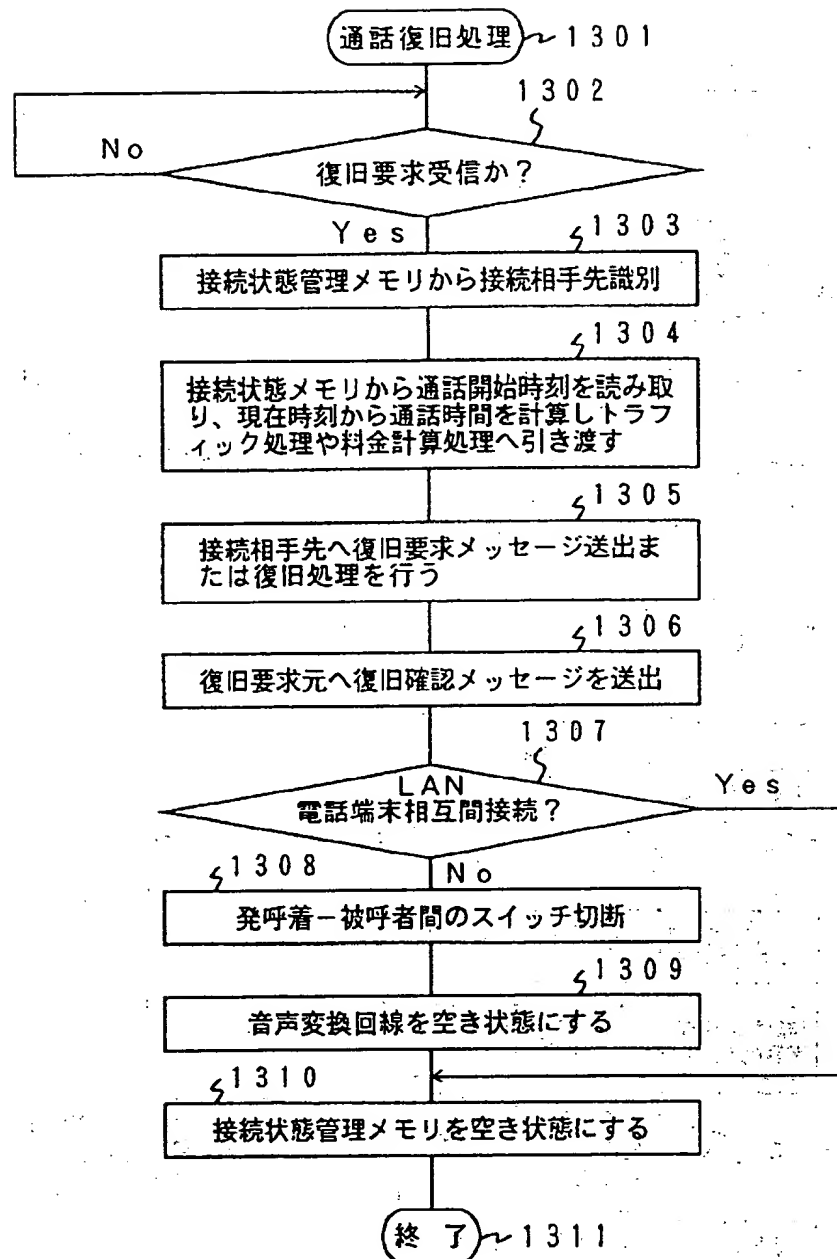 通話復旧処理 1301
1302
No
復旧要求受信か？
Yes
1303
接続状態管理メモリから接続相手先識別
1304
接続状態メモリから通話開始時刻を読み取
り、現在時刻から通話時間を計算しトラフ
ィック処理や料金計算処理へ引き渡す
1305
接続相手先へ復旧要求メッセージ送出ま
たは復旧処理を行う
1306
復旧要求元へ復旧確認メッセージを送出
1307
LAN
電話端末相互間接続？
Yes
No
1308
発呼着－被呼者間のスイッチ切断
1309
音声変換回線を空き状態にする
1310
接続状態管理メモリを空き状態にする
終了 1311